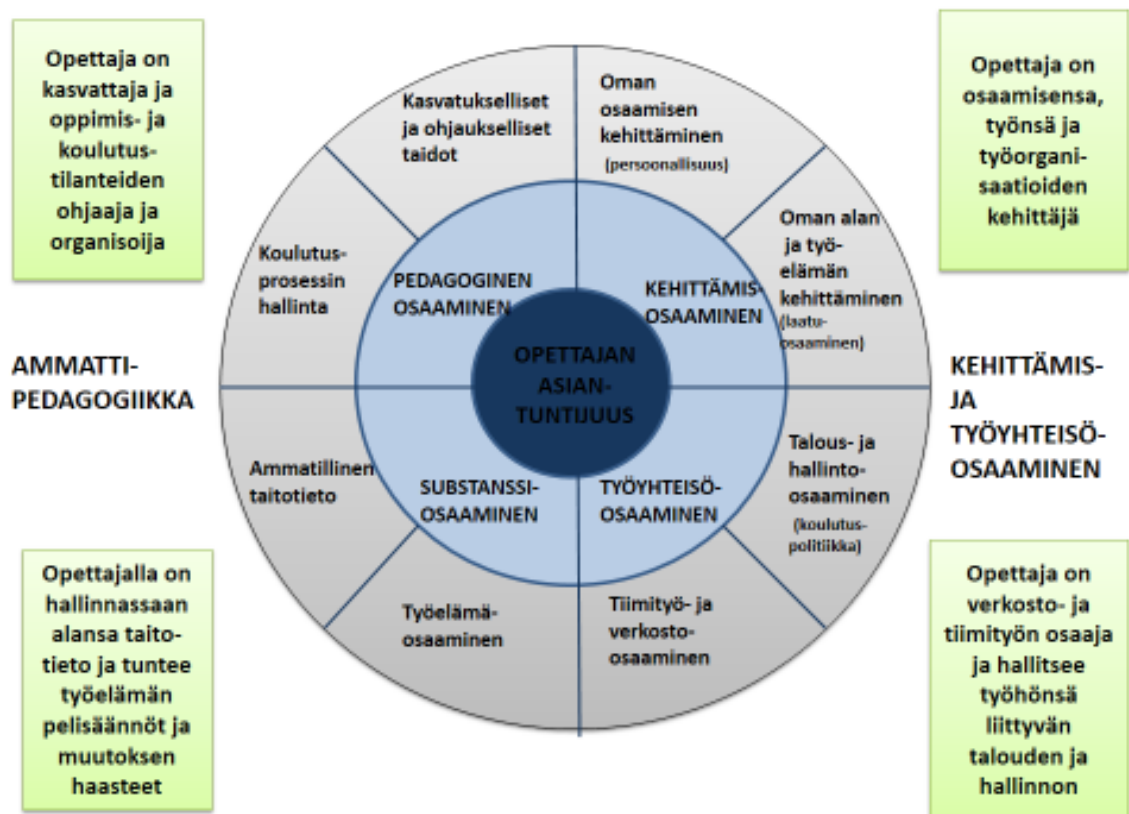 Opettaja on
kasvattaja ja
oppimis- ja
koulutus-
tilanteiden
ohjaaja ja
organisoija
Kasvatukselliset
ja ohjaukselliset
taidot
Oman
osaamisen
kehittäminen
(persoonallisuus)
Opettaja on
osaamisensa,
työnsä ja
työorgani-
saatioiden
kehittäjä
Koulutus-
prosessin
hallinta
PEDAGOGINEN
OSAAMINEN
KEHITTÄMIS-
OSAAMINEN
Oman alan
ja työ-
elämän
kehittäminen
(laatu-
osaaminen)
AMMATTI-
PEDAGOGIIKKA
OPETTAJAN
ASIAN-
TUNTIJUUS
KEHITTÄMIS-
JA
TYÖYHTEISÖ-
OSAAMINEN
Ammatillinen
taitotieto
SUBSTANSSI-
OSAAMINEN
TYÖYHTEISÖ-
OSAAMINEN
Talous- ja
hallinto-
osaaminen
(koulutus-
politiikka)
Opettajalla on
hallinnassaan
alansa taito-
tieto ja tuntee
työelämän
pelisäännöt ja
muutoksen
haasteet
Työelämä-
osaaminen
Tiimityö- ja
verkosto-
osaaminen
Opettaja on
verkosto- ja
tiimityön osaaja
ja hallitsee
työhönsä
liittyvän
talouden ja
hallinnon